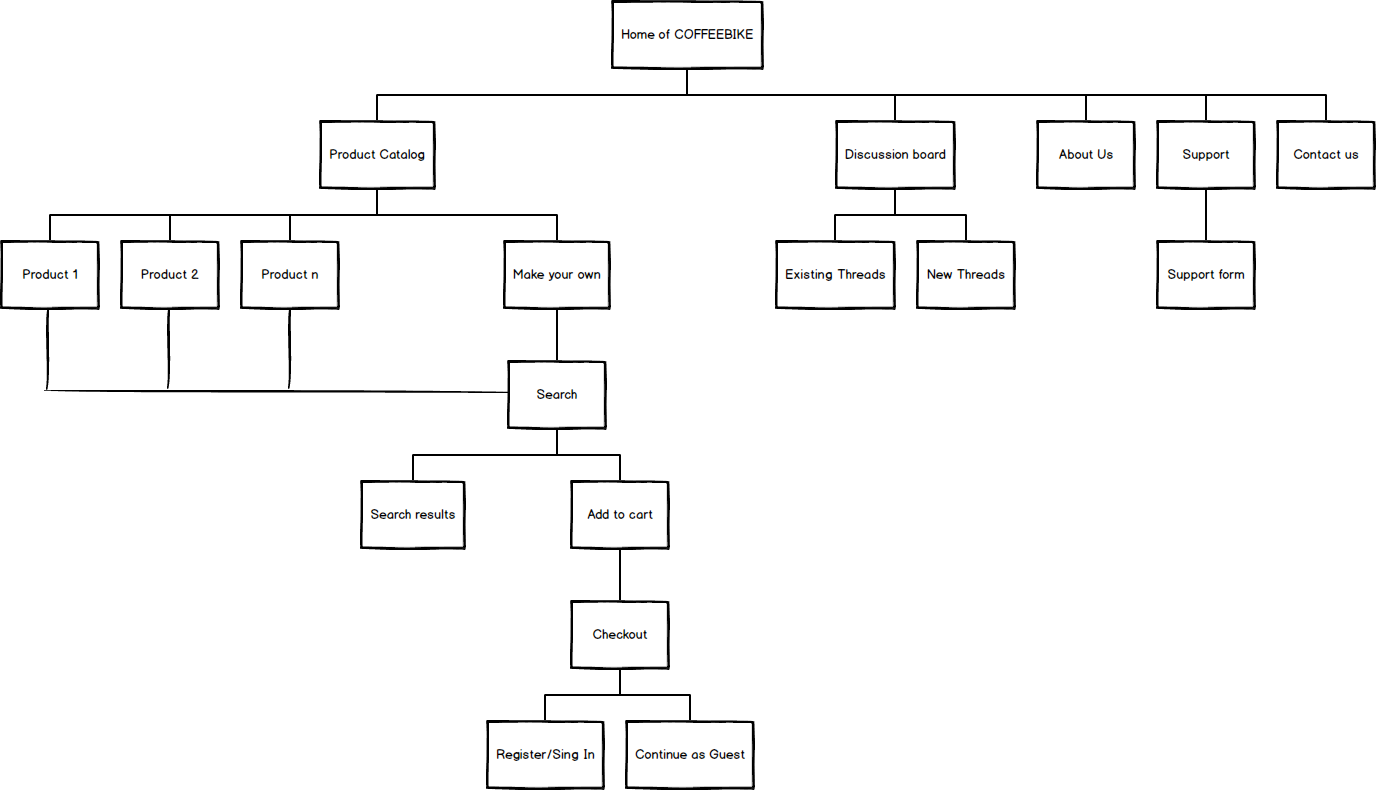 Home of COFFEEBIKE
Product Catalog
Discussion board
About Us
Support
Contact us
Product 1
Product 2
Product n
Make your own
Existing Threads
New Threads
Support form
Search
Search results
Add to cart
Checkout
Register/Sing In
Continue as Guest